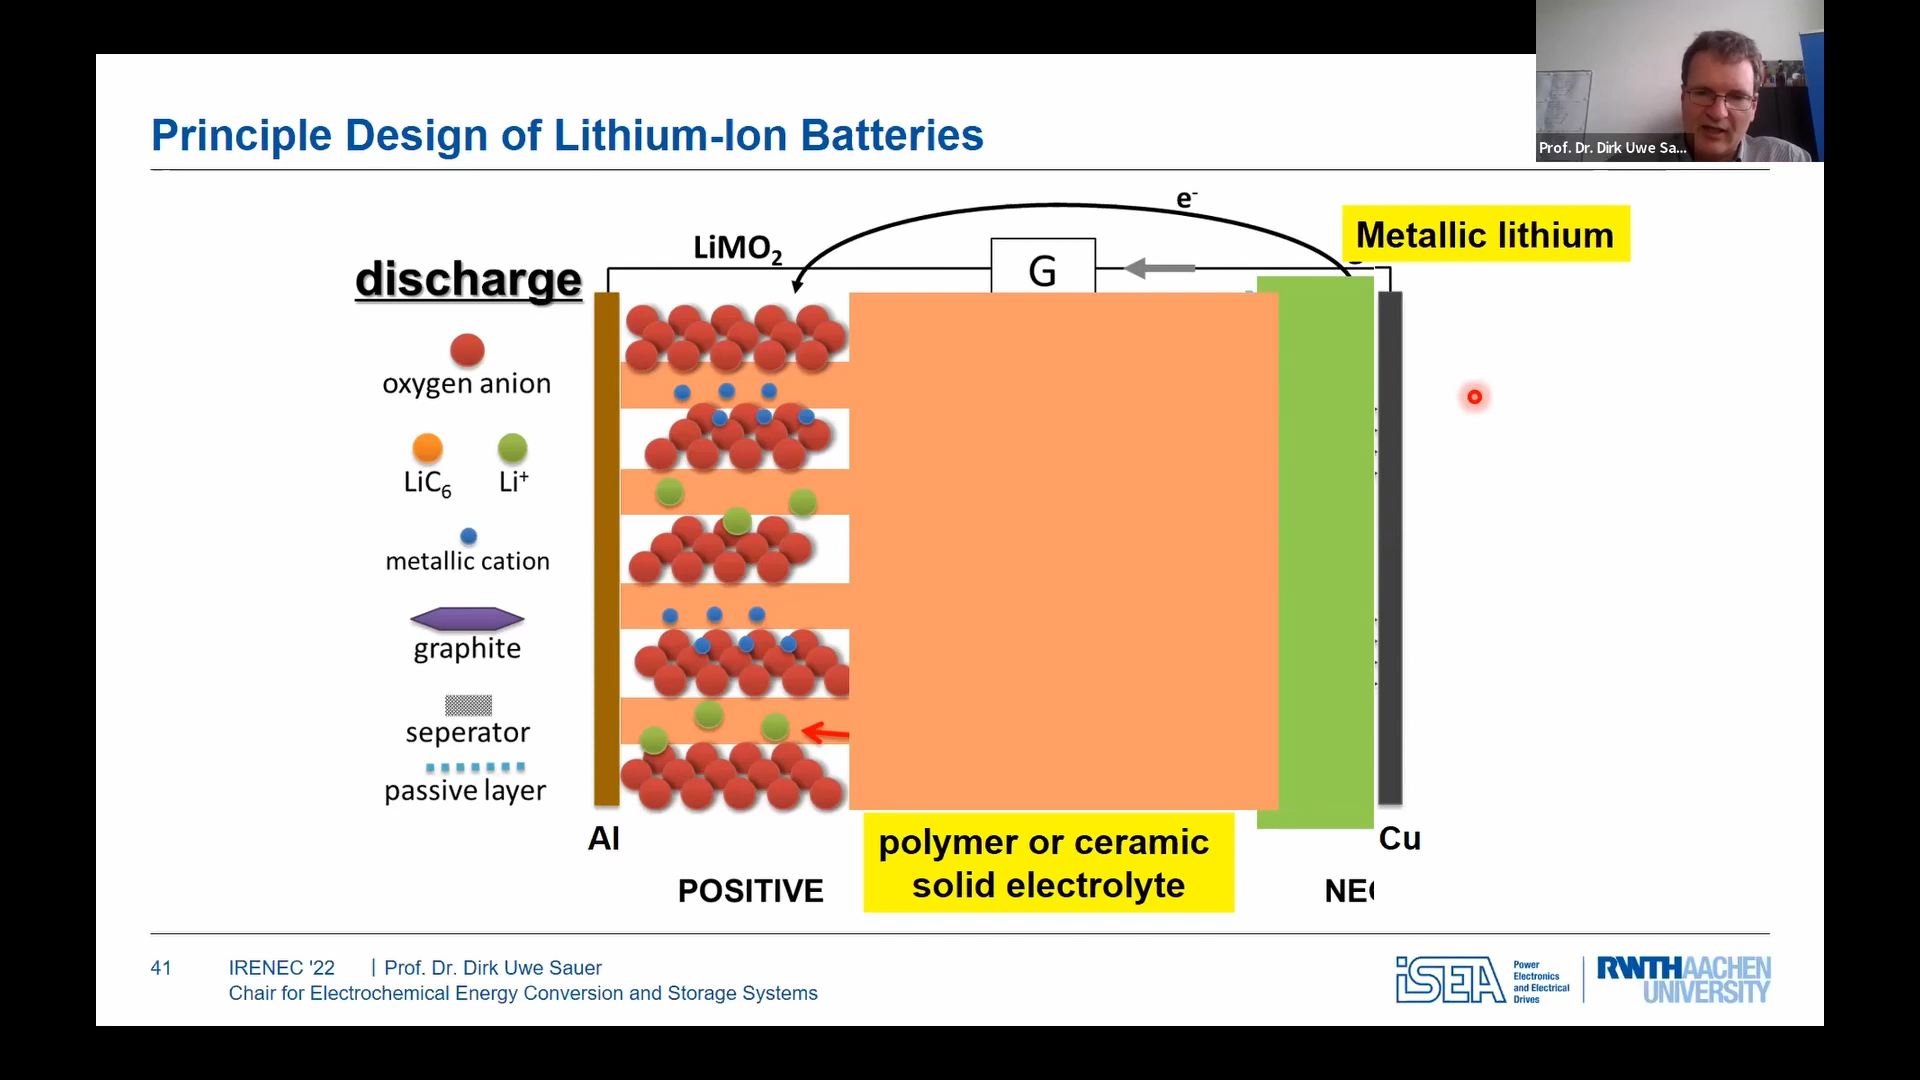 Prof. Dr. Dirk Uwe Sa...
Principle Design of Lithium-Ion Batteries
e⁻
Metallic lithium
LiMO₂
G
discharge
oxygen anion
LiC₆
Li⁺
metallic cation
graphite
seperator
passive layer
Al
Cu
polymer or ceramic
solid electrolyte
POSITIVE
NE
41
IRENEC '22 | Prof. Dr. Dirk Uwe Sauer
Chair for Electrochemical Energy Conversion and Storage Systems
iSEA
Power
Electronics
and Electrical
Drives
RWTHAACHEN
UNIVERSITY